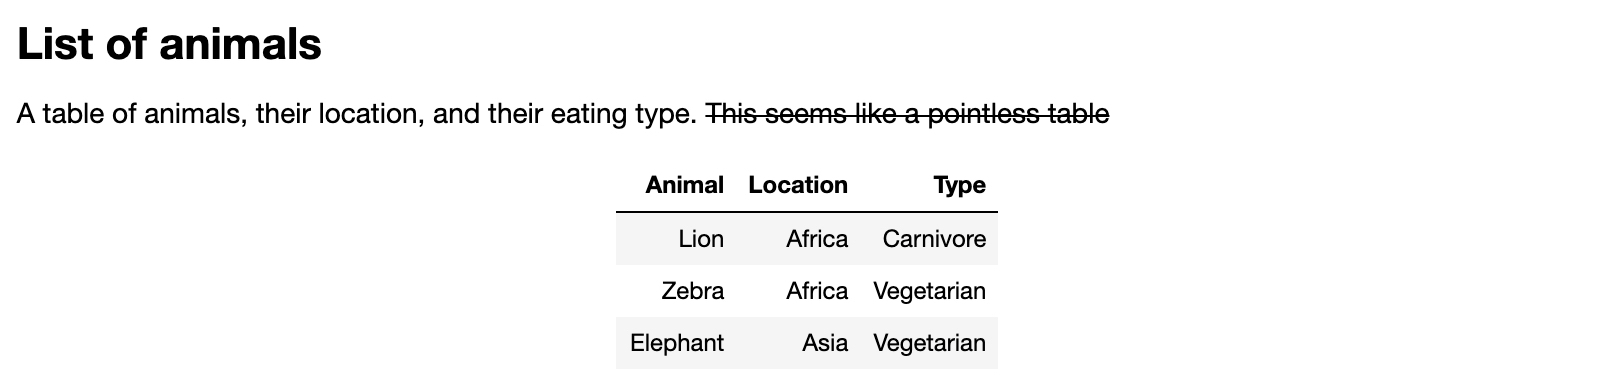 List of animals
A table of animals, their location, and their eating type. This seems like a pointless table
Animal Location Type
Lion Africa Carnivore
Zebra Africa Vegetarian
Elephant Asia Vegetarian